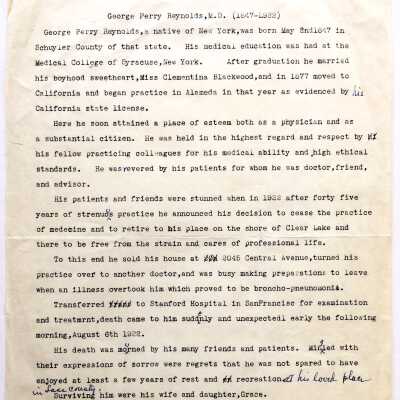 George Perry Reynolds,M.D. (1847-1922)
George Perry Reynolds,a native of New York,was born May 2nd1847 in
Schuyler County of that state. His medical education was had at the
Medical College of Syracuse,New York. After graduation he married
his boyhood sweethcart,Miss Clementina Blackwood,and in 1877 moved to
California and began practice in Alameda in that year as evidenced by his
California state license.
Here he soon attained a place of esteem both as a physician and as
a substantial citizen. He was held in the highest regard and respect by
his fellow practicing colleagues for his medical ability and high ethical
standards. He was revered by his patients for whom he was doctor,friend,
and advisor.
His patients and friends were stunned when in 1922 after forty five
years of strenuos practice he announced his decision to cease the practice
of medecine and to retire to his place on the shore of Clear Lake and
there to be free from the strain and cares of professional life.
To this end he sold his house at 2045 Central Avenue,turned his
practice over to another doctor,and was busy making preparations to leave
when an illness overtook him which proved to be broncho-pneunomonia.
Transferred to Stanford Hospital in SanFrancisc for examination
and treatmrnt,death came to him suddenly and unexpectedl early the following
morning,August 6th 1922.
His death was mourned by his many friends and patients. Mixed with
their expressions of sorrow were regrets that he was not spared to have
enjoyed at least a few years of rest and recreation at his loved place
in Lake County.
Surviving him were his wife and daughter,Grace.